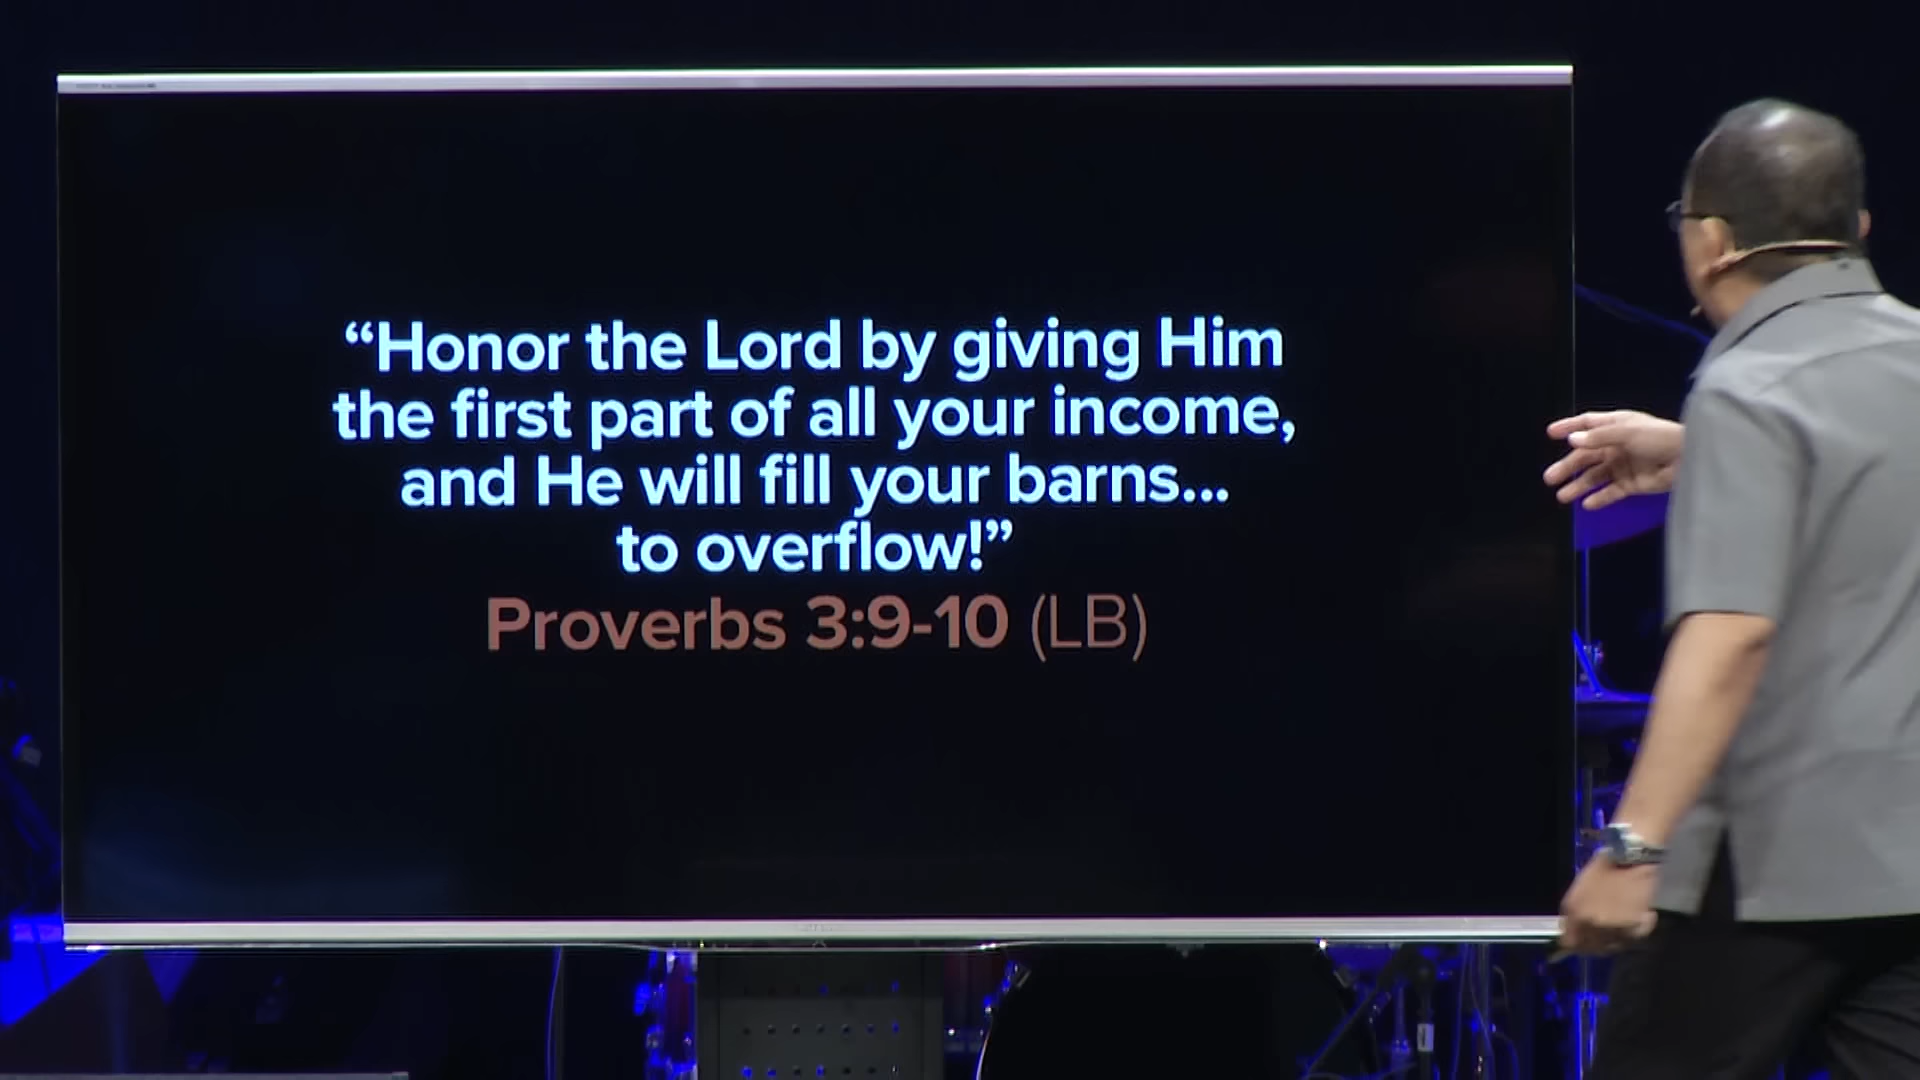 “Honor the Lord by giving Him
the first part of all your income,
and He will fill your barns...
to overflow!”
Proverbs 3:9-10 (LB)